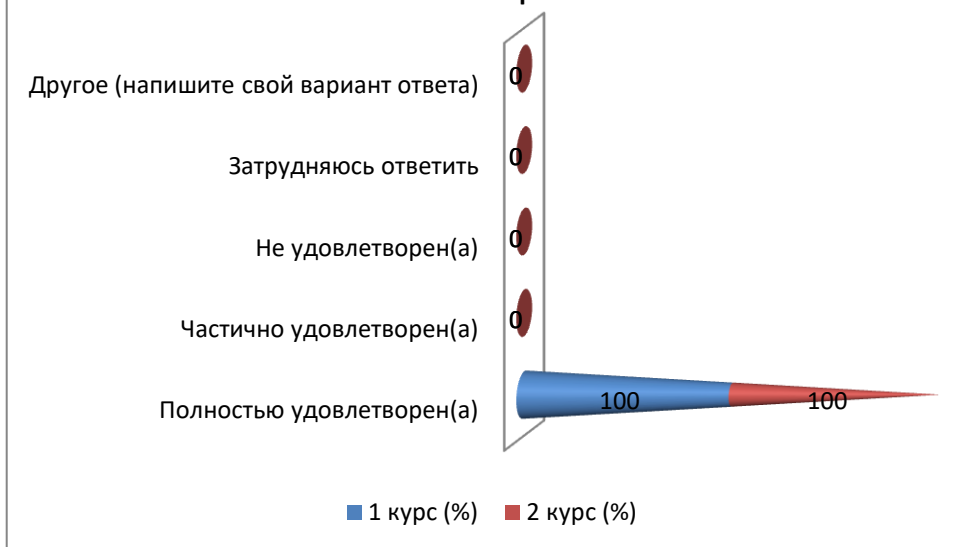 Другое (напишите свой вариант ответа)
0
Затрудняюсь ответить
0
Не удовлетворен(а)
0
Частично удовлетворен(а)
0
Полностью удовлетворен(а)
100 100
1 курс (%) 2 курс (%)